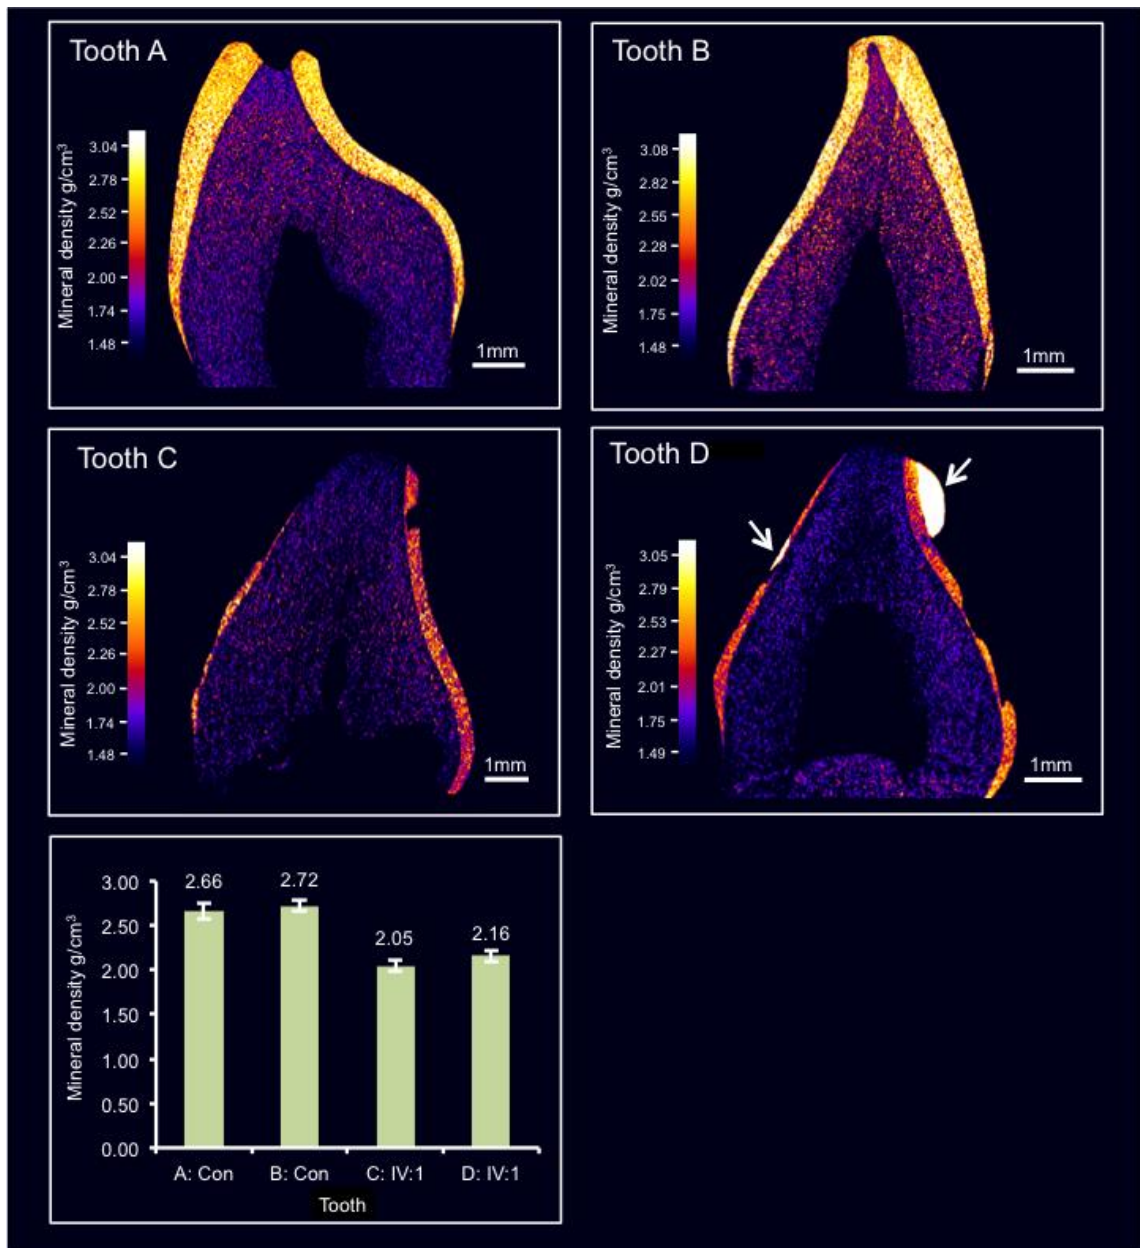 Tooth A
Mineral density g/cm³
3.04
2.78
2.52
2.26
2.00
1.74
1.48
1mm
Tooth B
Mineral density g/cm³
3.08
2.82
2.55
2.28
2.02
1.75
1.48
1mm
Tooth C
Mineral density g/cm³
3.04
2.78
2.52
2.26
2.00
1.74
1.48
1mm
Tooth D
Mineral density g/cm³
3.05
2.79
2.53
2.27
2.01
1.75
1.49
1mm
Mineral density g/cm³
3.00
2.50
2.00
1.50
1.00
0.50
0.00
2.66
2.72
2.05
2.16
A: Con
B: Con
C: IV:1
D: IV:1
Tooth